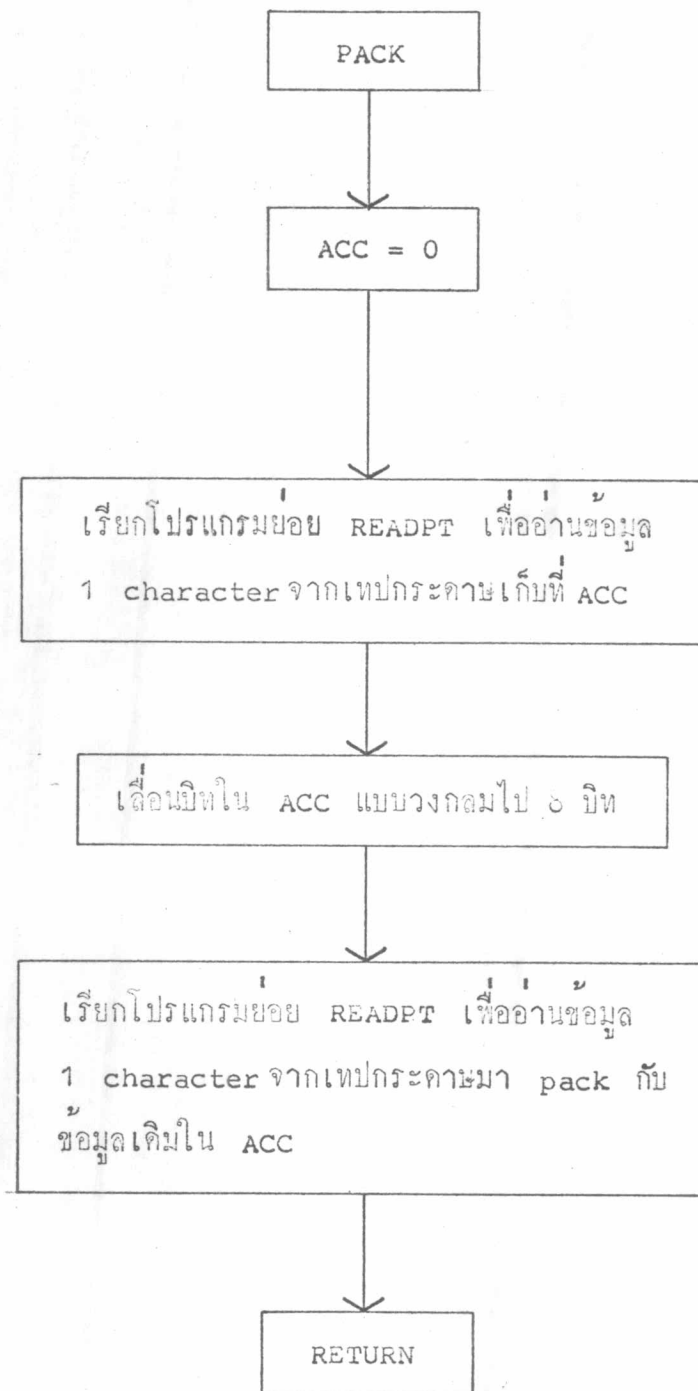 PACK
ACC = 0
เรียกโปรแกรมย่อย READPT เพื่ออ่านข้อมูล
1 character จากเทปกระดาษเก็บที่ ACC
เลื่อนบิทใน ACC แบบวงกลมไป บิท
เรียกโปรแกรมย่อย READPT เพื่ออ่านข้อมูล
1 character จากเทปกระดาษมา pack กับ
ข้อมูลเดิมใน ACC
RETURN